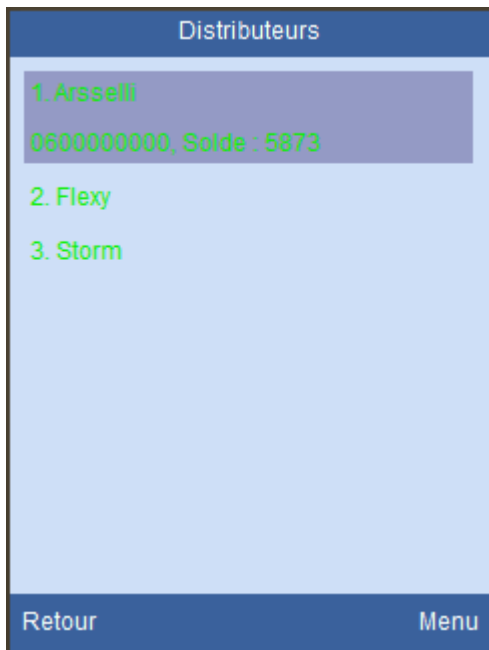 Distributeurs
1. Arsselli
0600000000, Solde : 5873
2. Flexy
3. Storm
Retour
Menu